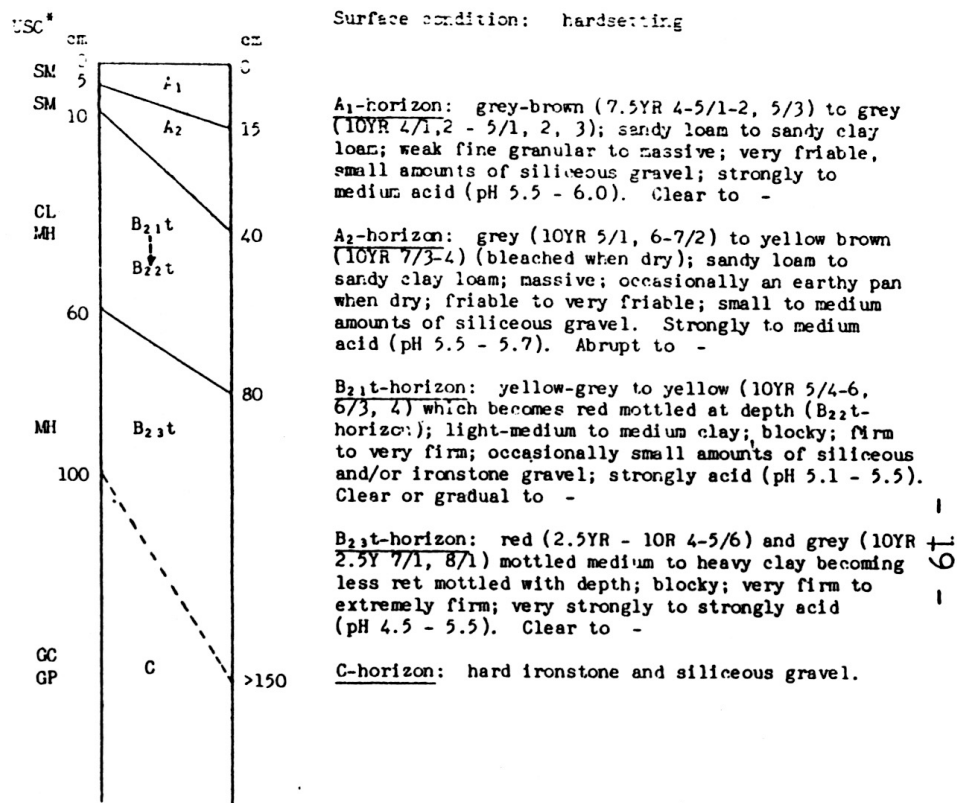 USC*
cm
cm
Surface condition: hardsetting
0
0
SM
5
A1
SM
10
A2
15
CL
MH
B21t
B22t
40
60
80
MH
B23t
100
GC
GP
C
>150
A1-horizon: grey-brown (7.5YR 4-5/1-2, 5/3) to grey
(10YR 4/1,2 - 5/1, 2, 3); sandy loam to sandy clay
loam; weak fine granular to massive; very friable,
small amounts of siliceous gravel; strongly to
medium acid (pH 5.5 - 6.0). Clear to -
A2-horizon: grey (10YR 5/1, 6-7/2) to yellow brown
(10YR 7/3-4) (bleached when dry); sandy loam to
sandy clay loam; massive; occasionally an earthy pan
when dry; friable to very friable; small to medium
amounts of siliceous gravel. Strongly to medium
acid (pH 5.5 - 5.7). Abrupt to -
B21t-horizon: yellow-grey to yellow (10YR 5/4-6,
6/3, 4) which becomes red mottled at depth (B22t-
horizon); light-medium to medium clay; blocky; firm
to very firm; occasionally small amounts of siliceous
and/or ironstone gravel; strongly acid (pH 5.1 - 5.5).
Clear or gradual to -
B23t-horizon: red (2.5YR - 10R 4-5/6) and grey (10YR -
2.5Y 7/1, 8/1) mottled medium to heavy clay becoming
less ret mottled with depth; blocky; very firm to
extremely firm; very strongly to strongly acid
(pH 4.5 - 5.5). Clear to -
C-horizon: hard ironstone and siliceous gravel.
- 19 -